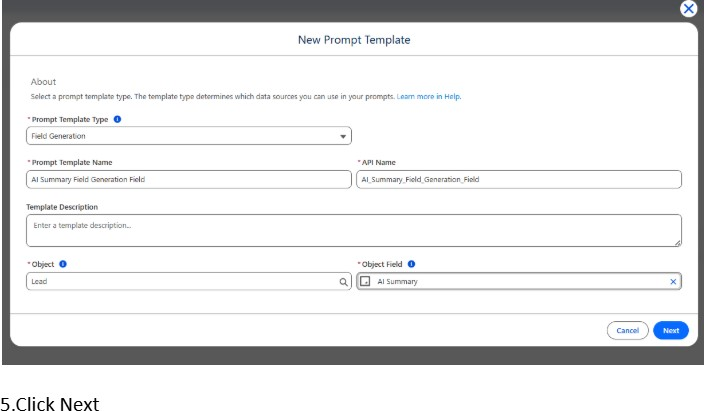 New Prompt Template
About
Select a prompt template type. The template type determines which data sources you can use in your prompts. Learn more in Help.
* Prompt Template Type
Field Generation
* Prompt Template Name
* API Name
AI Summary Field Generation Field
AI_Summary_Field_Generation_Field
Template Description
Enter a template description...
* Object
* Object Field
Lead
AI Summary
Cancel
Next
5.Click Next